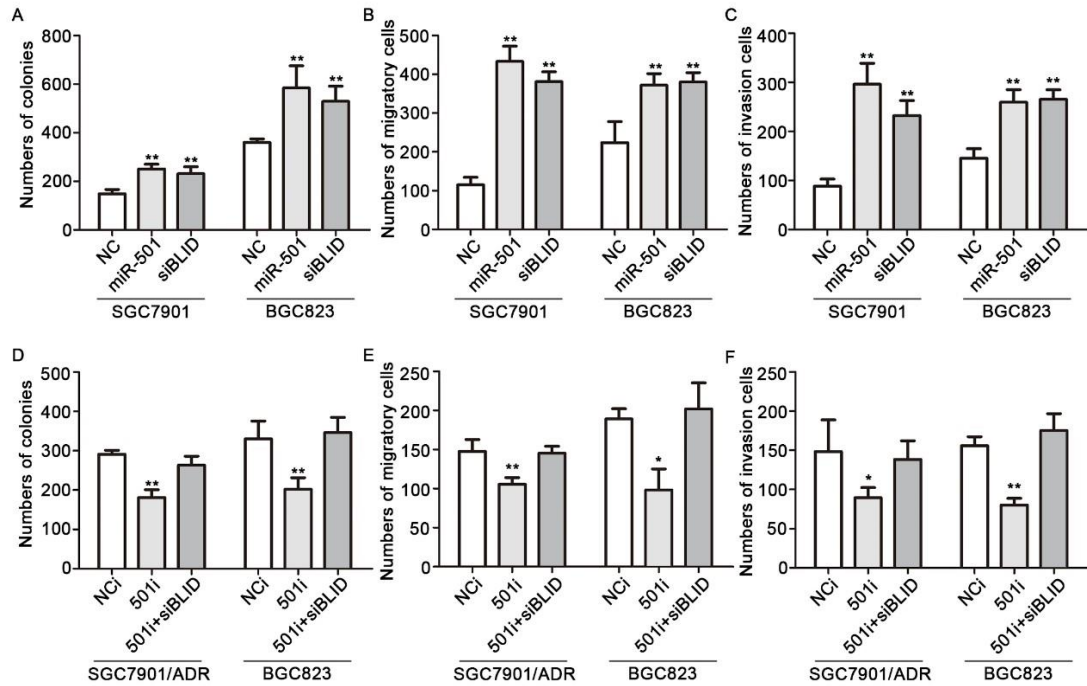 A
Numbers of colonies
800
600
400
200
0
** ** ** **
NC miR-501 siBLID NC miR-501 siBLID
SGC7901 BGC823
B
Numbers of migratory cells
500
400
300
200
100
0
** ** ** **
NC miR-501 siBLID NC miR-501 siBLID
SGC7901 BGC823
C
Numbers of invasion cells
400
300
200
100
0
** ** ** **
NC miR-501 siBLID NC miR-501 siBLID
SGC7901 BGC823
D
Numbers of colonies
500
400
300
200
100
0
** **
NCi 501i 501i+siBLID NCi 501i 501i+siBLID
SGC7901/ADR BGC823
E
Numbers of migratory cells
250
200
150
100
50
0
** *
NCi 501i 501i+siBLID NCi 501i 501i+siBLID
SGC7901/ADR BGC823
F
Numbers of invasion cells
250
200
150
100
50
0
* **
NCi 501i 501i+siBLID NCi 501i 501i+siBLID
SGC7901/ADR BGC823